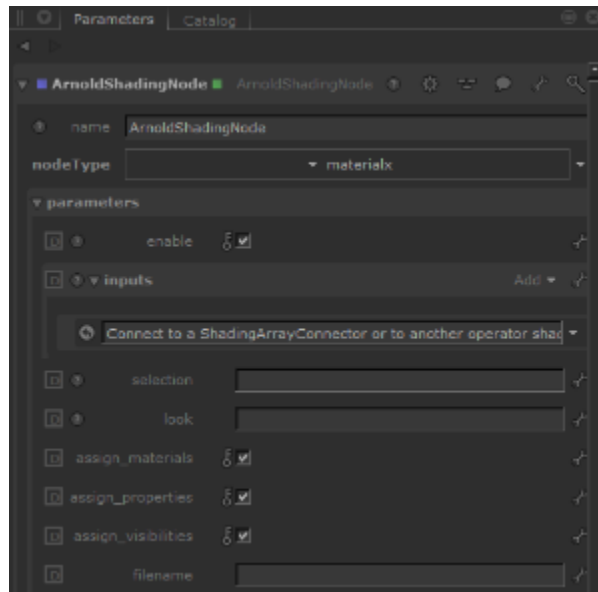 Parameters Catalog
ArnoldShadingNode ArnoldShadingNode
name ArnoldShadingNode
nodeType materialx
parameters
D enable
D inputs Add
Connect to a ShadingArrayConnector or to another operator shad
D selection
D look
D assign_materials
D assign_properties
D assign_visibilities
D filename